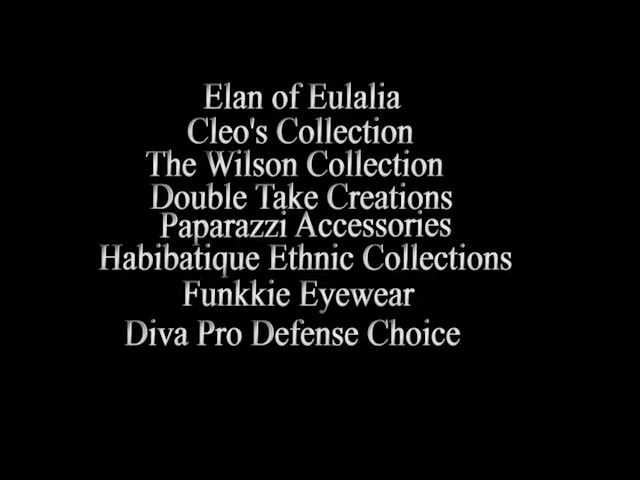 Elan of Eulalia
Cleo's Collection
The Wilson Collection
Double Take Creations
Paparazzi Accessories
Habibatique Ethnic Collections
Funkkie Eyewear
Diva Pro Defense Choice